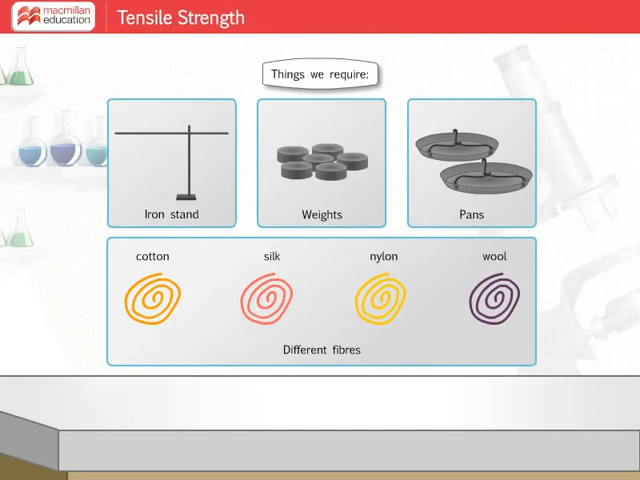 macmillan
education
Tensile Strength
Things we require:
Iron stand
Weights
Pans
cotton
silk
nylon
wool
Different fibres